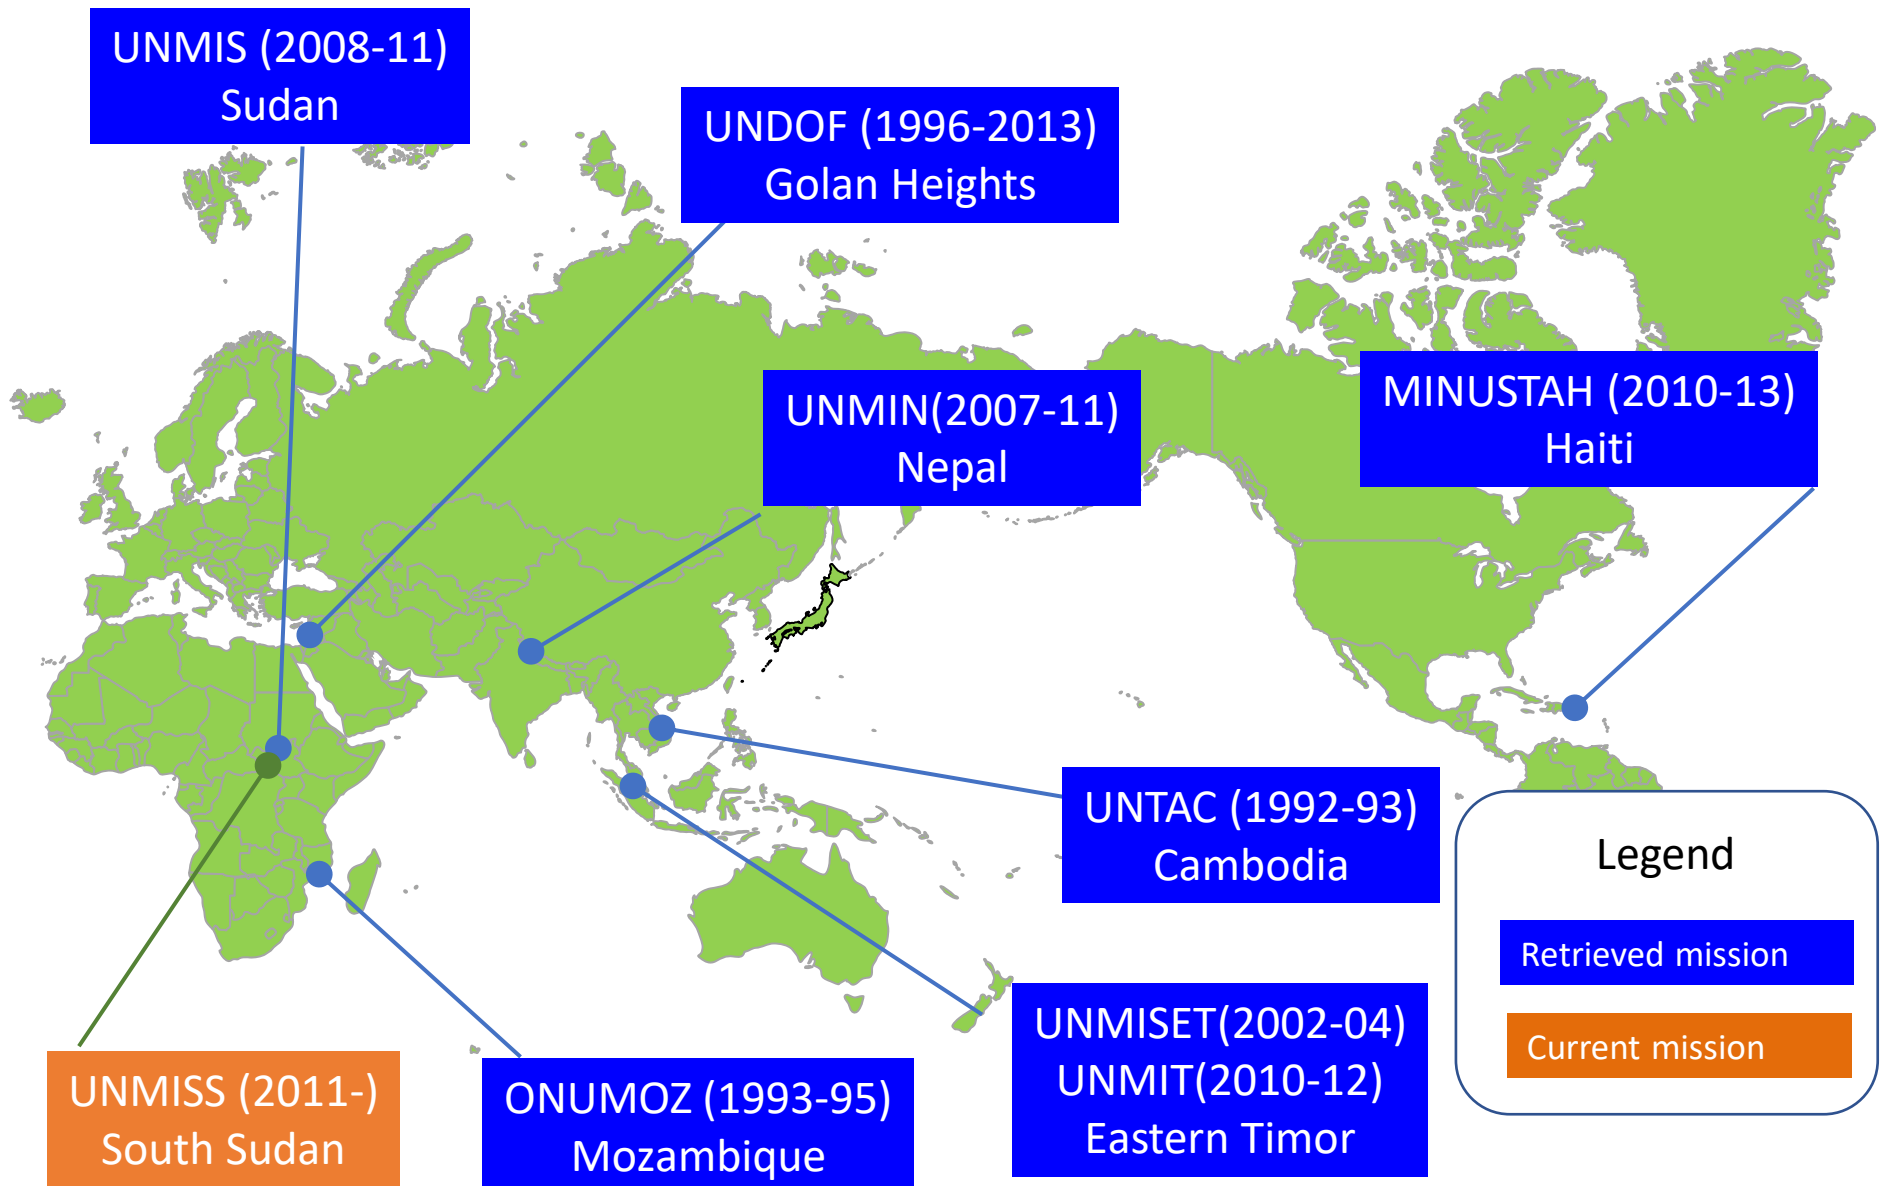 UNMIS (2008-11)
Sudan
UNDOF (1996-2013)
Golan Heights
UNMIN(2007-11)
Nepal
MINUSTAH (2010-13)
Haiti
UNTAC (1992-93)
Cambodia
Legend
Retrieved mission
Current mission
UNMISET(2002-04)
UNMIT(2010-12)
Eastern Timor
UNMISS (2011-)
South Sudan
ONUMOZ (1993-95)
Mozambique